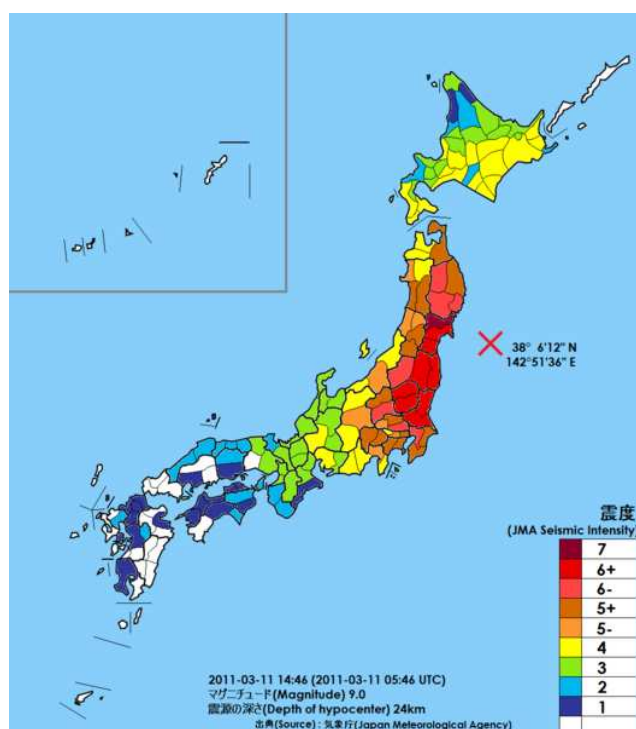 38° 6'12" N
142°51'36" E
震度
(JMA Seismic Intensity)
7
6+
6-
5+
5-
4
3
2
1
2011-03-11 14:46 (2011-03-11 05:46 UTC)
マグニチュード(Magnitude) 9.0
震源の深さ(Depth of hypocenter) 24km
出典(Source) : 気象庁(Japan Meteorological Agency)